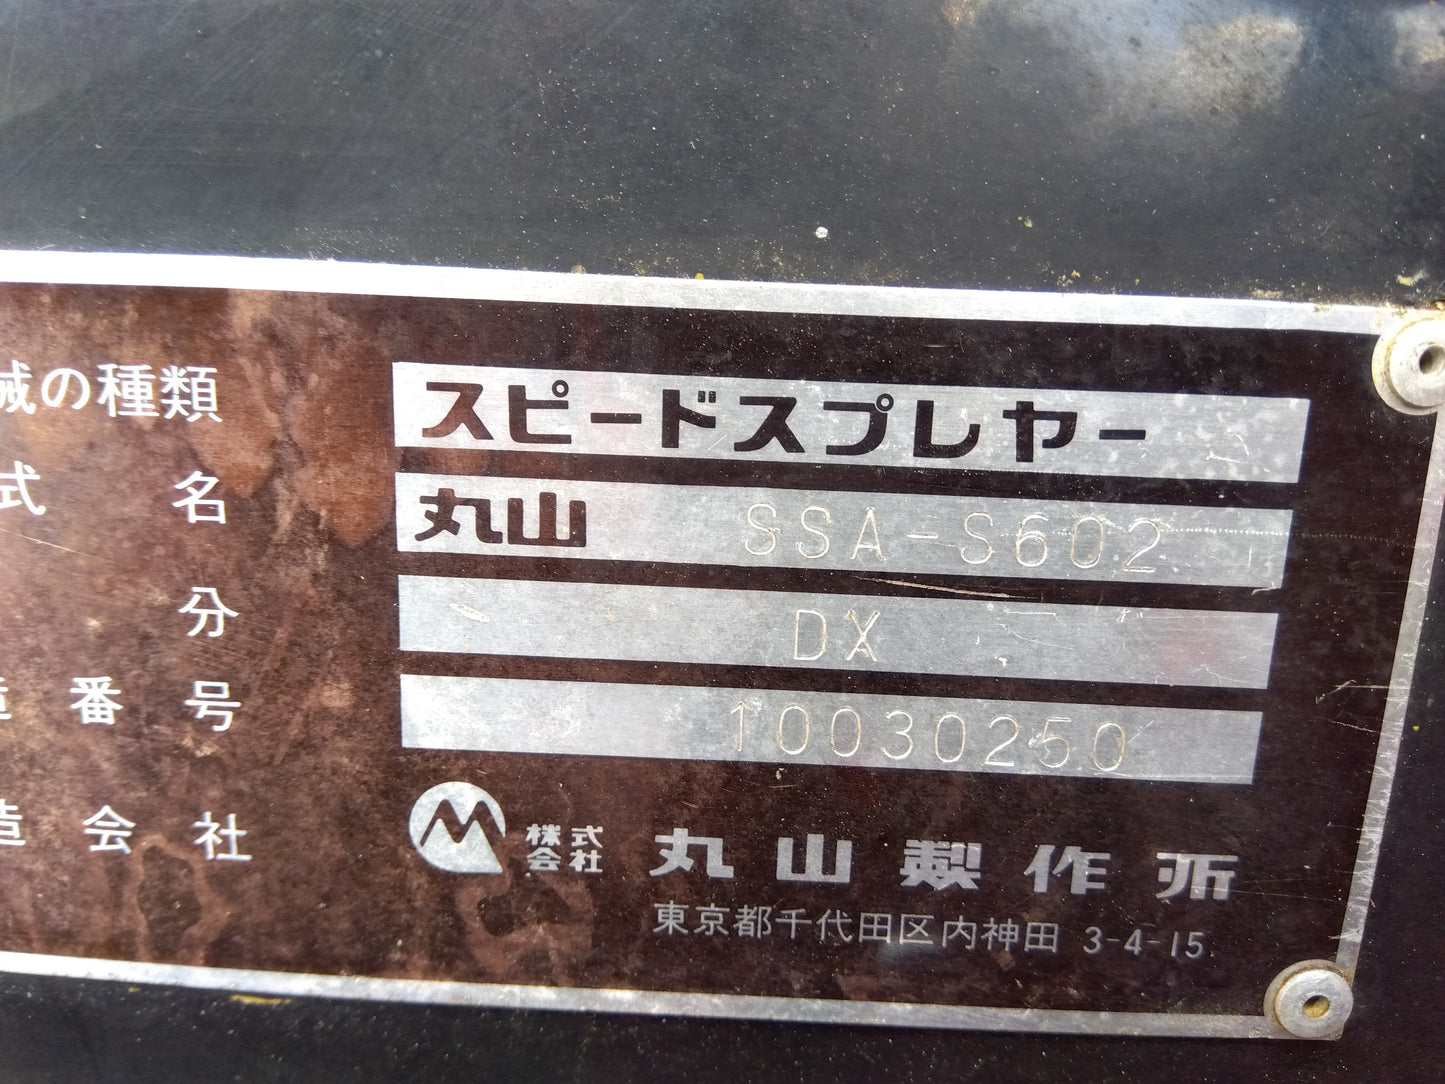 械の種類 スピードスプレヤー
式名 丸山 SSA-S602
分 DX
造番号 10030250
造会社 株式会社 丸山製作所
東京都千代田区内神田 3-4-15